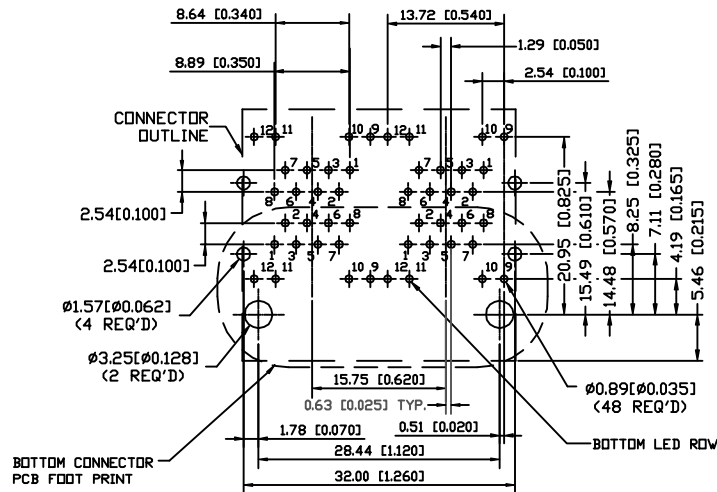 8.64 [0.340]
13.72 [0.540]
1.29 [0.050]
8.89 [0.350]
2.54 [0.100]
CONNECTOR
OUTLINE
12 11 10 9 12 11 10 9
7 5 3 1 7 5 3 1
8 6 4 2 8 6 4 2
2.54[0.100]
2 4 6 8 2 4 6 8
1 3 5 7 1 3 5 7
2.54[0.100]
12 11 10 9 12 11 10 9
20.95 [0.825]
15.49 [0.610]
14.48 [0.570]
8.25 [0.325]
7.11 [0.280]
4.19 [0.165]
5.46 [0.215]
Ø1.57[Ø0.062]
(4 REQ'D)
Ø3.25[Ø0.128]
(2 REQ'D)
15.75 [0.620]
0.63 [0.025] TYP.
Ø0.89[Ø0.035]
(48 REQ'D)
1.78 [0.070]
0.51 [0.020]
BOTTOM LED ROW
28.44 [1.120]
BOTTOM CONNECTOR
PCB FOOT PRINT
32.00 [1.260]